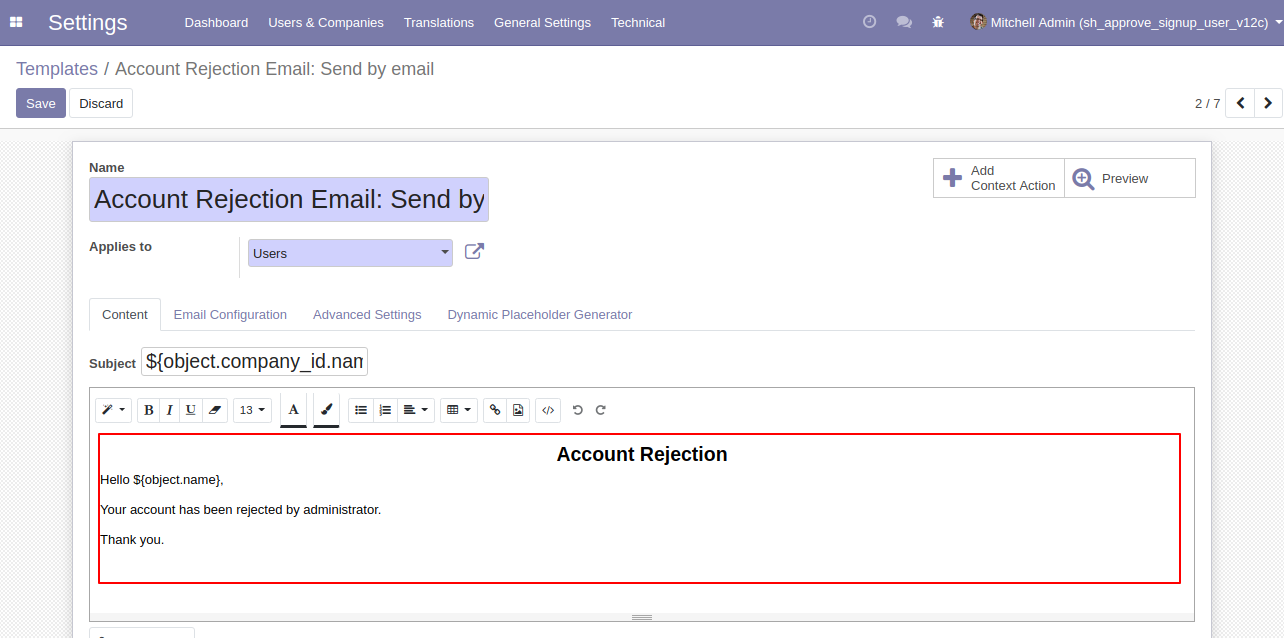 Settings Dashboard Users & Companies Translations General Settings Technical Mitchell Admin (sh_approve_signup_user_v12c)
Templates / Account Rejection Email: Send by email
Save Discard 2 / 7
Name
Add
Context Action
Preview
Account Rejection Email: Send by
Applies to Users
Content Email Configuration Advanced Settings Dynamic Placeholder Generator
Subject ${object.company_id.nam
B I U 13 A
Account Rejection
Hello ${object.name},
Your account has been rejected by administrator.
Thank you.